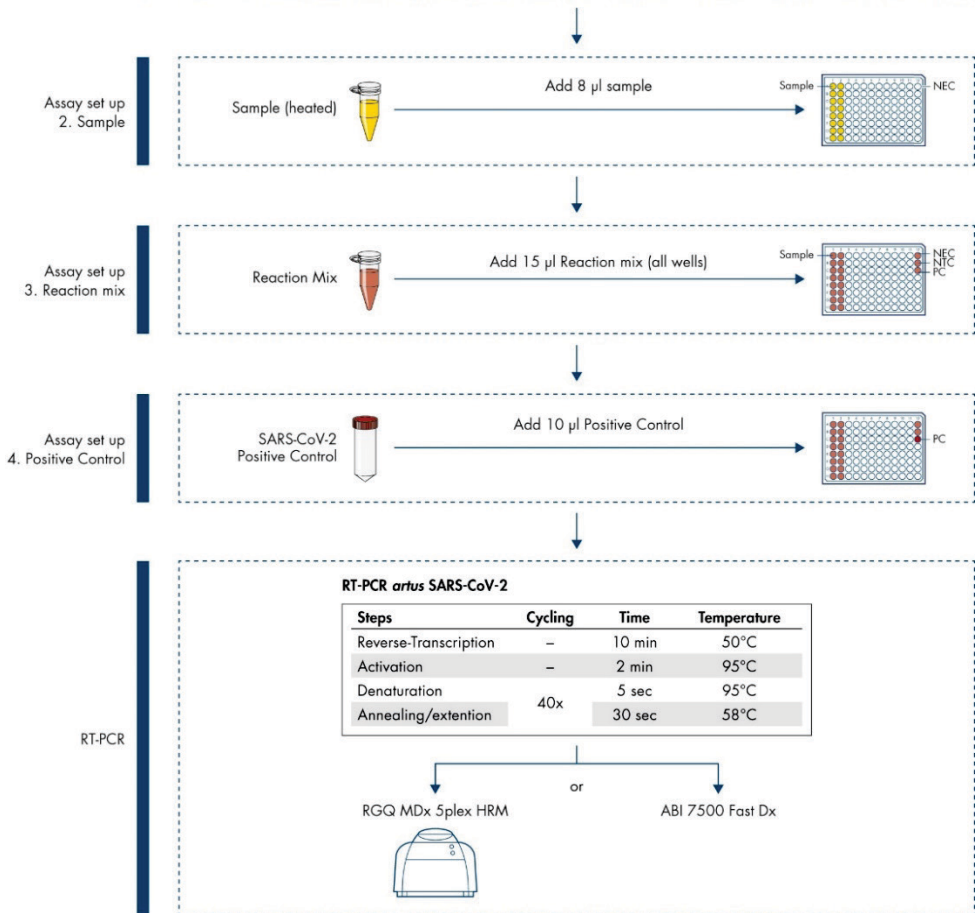 Assay set up
2. Sample
Sample (heated)
Add 8 µl sample
Sample
NEC
Assay set up
3. Reaction mix
Reaction Mix
Add 15 µl Reaction mix (all wells)
Sample
NEC
NTC
PC
Assay set up
4. Positive Control
SARS-CoV-2
Positive Control
Add 10 µl Positive Control
PC
RT-PCR
RT-PCR artus SARS-CoV-2
Steps Cycling Time Temperature
Reverse-Transcription – 10 min 50°C
Activation – 2 min 95°C
Denaturation 5 sec 95°C
40x
Annealing/extention 30 sec 58°C
or
RGQ MDx 5plex HRM
ABI 7500 Fast Dx